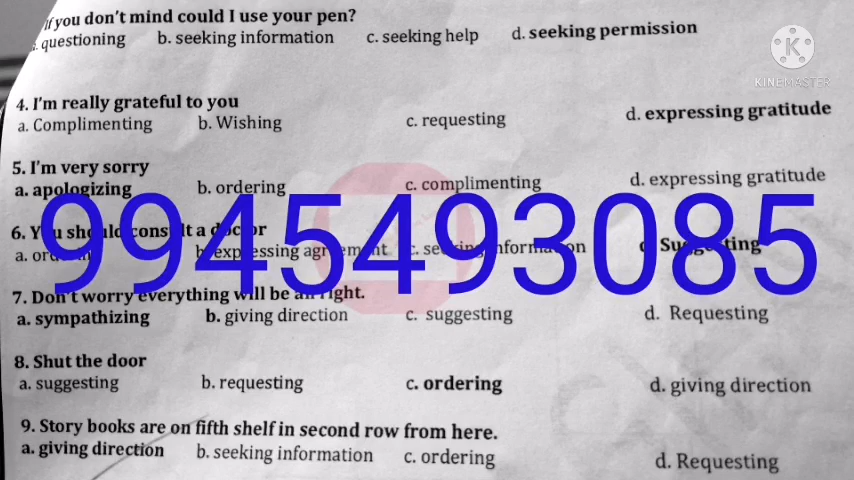 If you don't mind could I use your pen?
a. questioning b. seeking information c. seeking help d. seeking permission
KINEMASTER
4. I'm really grateful to you
a. Complimenting b. Wishing c. requesting d. expressing gratitude
5. I'm very sorry
a. apologizing b. ordering c. complimenting d. expressing gratitude
9945493085
6. You should consult a doctor
a. ordering b. expressing agreement c. seeking information d. Suggesting
7. Don't worry everything will be all right.
a. sympathizing b. giving direction c. suggesting d. Requesting
8. Shut the door
a. suggesting b. requesting c. ordering d. giving direction
9. Story books are on fifth shelf in second row from here.
a. giving direction b. seeking information c. ordering d. Requesting